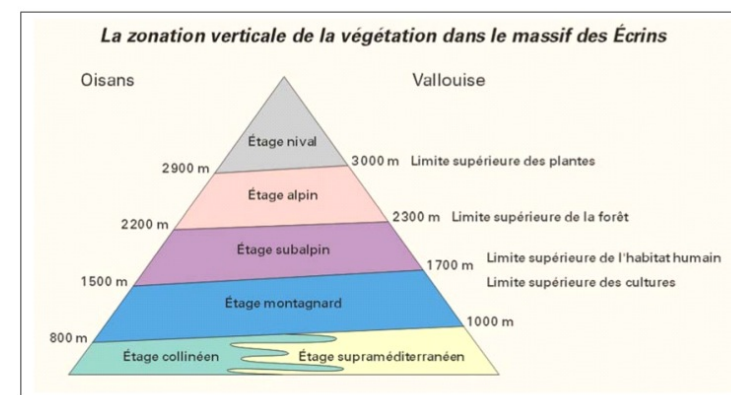 La zonation verticale de la végétation dans le massif des Écrins
Oisans
Vallouise
Étage nival
2900 m
3000 m Limite supérieure des plantes
Étage alpin
2200 m
2300 m Limite supérieure de la forêt
Étage subalpin
1700 m Limite supérieure de l'habitat humain
Limite supérieure des cultures
1500 m
Étage montagnard
1000 m
800 m
Étage collinéen
Étage supraméditerranéen